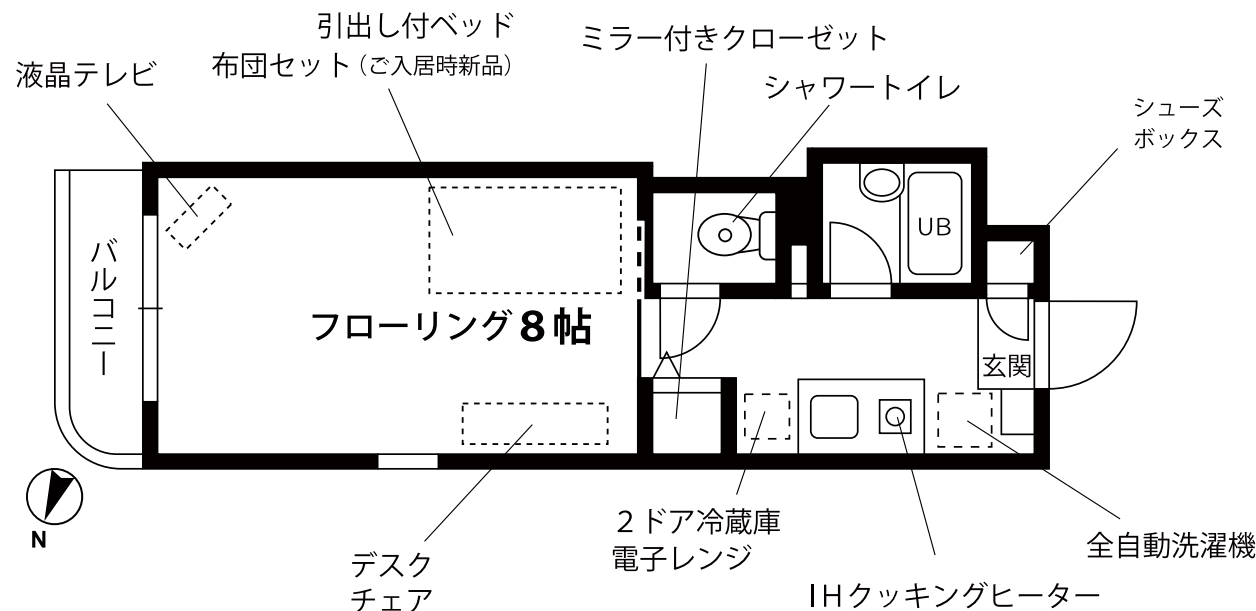 引出し付ベッド
布団セット（ご入居時新品）
ミラー付きクローゼット
液晶テレビ
シャワートイレ
シューズ
ボックス
UB
バルコニー
フローリング8帖
玄関
N
2ドア冷蔵庫
電子レンジ
全自動洗濯機
デスク
チェア
IHクッキングヒーター